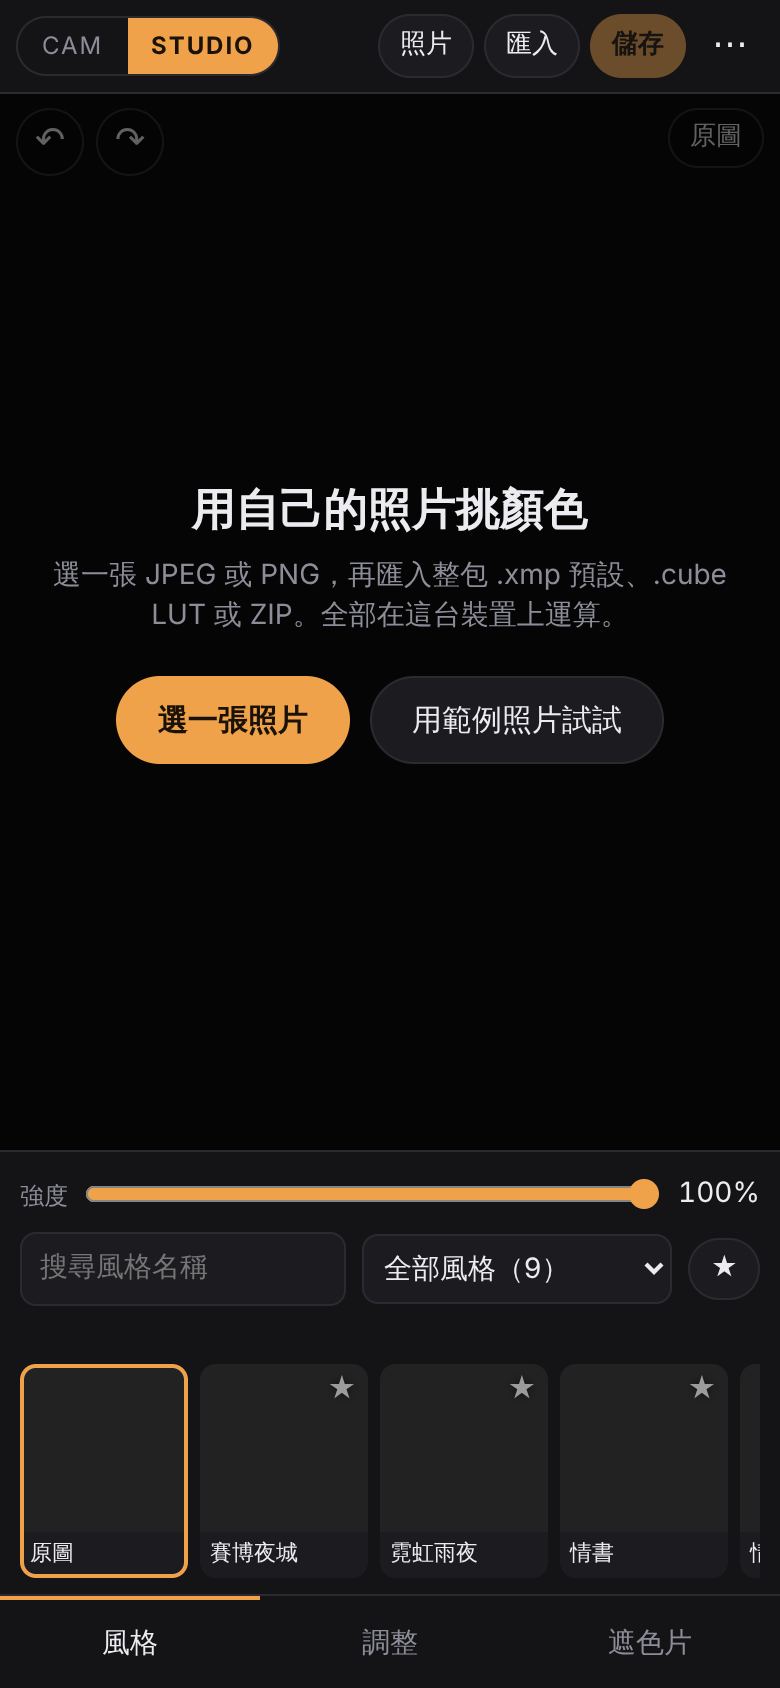 CAM STUDIO 照片 匯入 儲存 ⋯
↶ ↷ 原圖
用自己的照片挑顏色
選一張 JPEG 或 PNG，再匯入整包 .xmp 預設、.cube
LUT 或 ZIP。全部在這台裝置上運算。
選一張照片 用範例照片試試
強度 100%
搜尋風格名稱 全部風格（9） ★
★ ★ ★
原圖 賽博夜城 霓虹雨夜 情書
風格 調整 遮色片